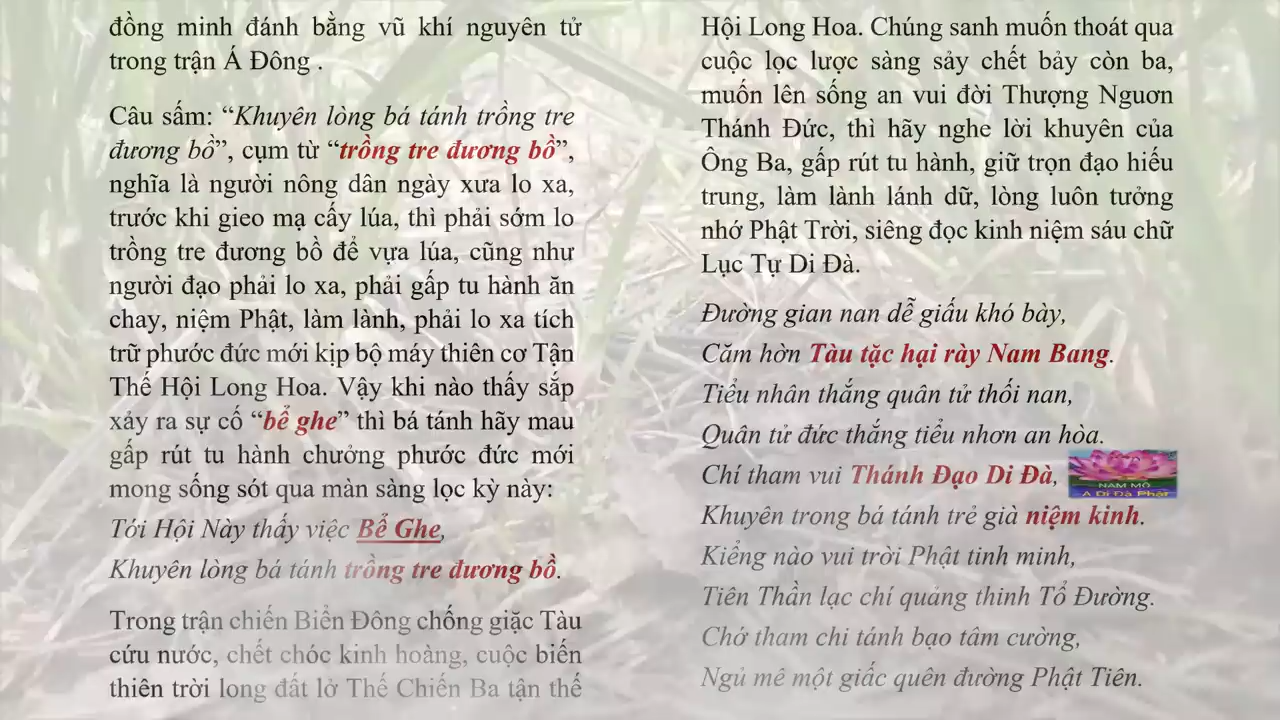 đồng minh đánh bằng vũ khí nguyên tử
trong trận Á Đông .
Câu sấm: “Khuyên lòng bá tánh trồng tre
đương bồ”, cụm từ “trồng tre đương bồ”,
nghĩa là người nông dân ngày xưa lo xa,
trước khi gieo mạ cấy lúa, thì phải sớm lo
trồng tre đương bồ để vựa lúa, cũng như
người đạo phải lo xa, phải gấp tu hành ăn
chay, niệm Phật, làm lành, phải lo xa tích
trữ phước đức mới kịp bộ máy thiên cơ Tận
Thế Hội Long Hoa. Vậy khi nào thấy sắp
xảy ra sự cố “bể ghe” thì bá tánh hãy mau
gấp rút tu hành chưởng phước đức mới
mong sống sót qua màn sàng lọc kỳ này:
Tới Hội Này thấy việc Bể Ghe,
Khuyên lòng bá tánh trồng tre đương bồ.
Trong trận chiến Biển Đông chống giặc Tàu
cứu nước, chết chóc kinh hoàng, cuộc biến
thiên trời long đất lở Thế Chiến Ba tận thế
Hội Long Hoa. Chúng sanh muốn thoát qua
cuộc lọc lược sàng sảy chết bảy còn ba,
muốn lên sống an vui đời Thượng Nguơn
Thánh Đức, thì hãy nghe lời khuyên của
Ông Ba, gấp rút tu hành, giữ trọn đạo hiếu
trung, làm lành lánh dữ, lòng luôn tưởng
nhớ Phật Trời, siêng đọc kinh niệm sáu chữ
Lục Tự Di Đà.
Đường gian nan dễ giấu khó bày,
Căm hờn Tàu tặc hại rày Nam Bang.
Tiểu nhân thắng quân tử thối nan,
Quân tử đức thắng tiểu nhơn an hòa.
Chí tham vui Thánh Đạo Di Đà,
NAM MÔ
A Di Đà Phật
Khuyên trong bá tánh trẻ già niệm kinh.
Kiểng nào vui trời Phật tinh minh,
Tiên Thần lạc chí quảng thinh Tổ Đường.
Chớ tham chi tánh bạo tâm cường,
Ngủ mê một giấc quên đường Phật Tiên.